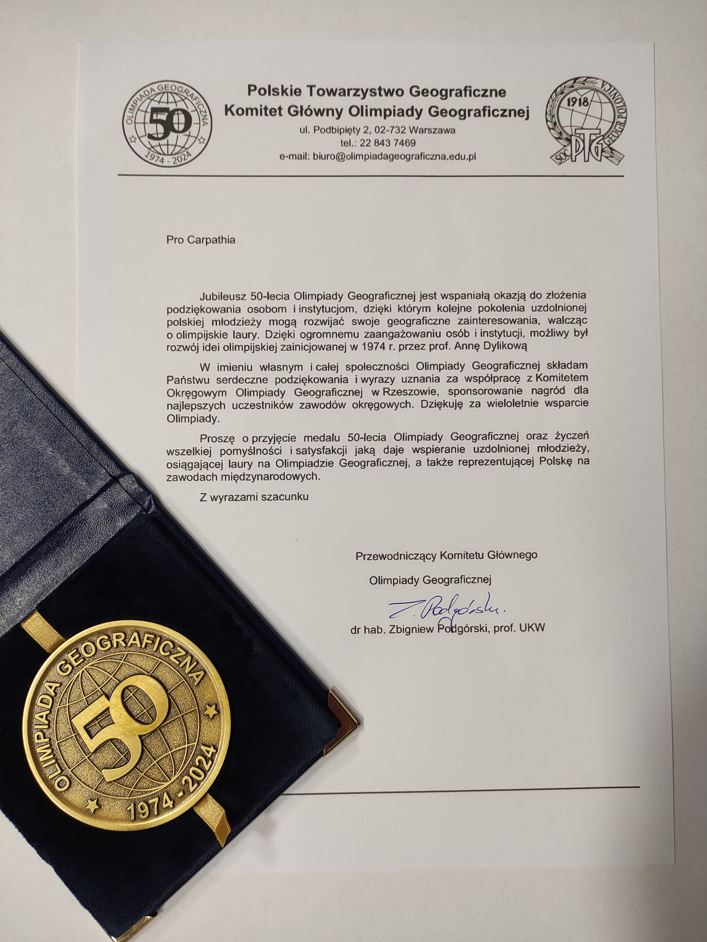 OLIMPIADA GEOGRAFICZNA
50
1974 - 2024
Polskie Towarzystwo Geograficzne
Komitet Główny Olimpiady Geograficznej
ul. Podbipięty 2, 02-732 Warszawa
tel.: 22 843 7469
e-mail: biuro@olimpiadageograficzna.edu.pl
1918
PTG
Pro Carpathia
Jubileusz 50-lecia Olimpiady Geograficznej jest wspaniałą okazją do złożenia
podziękowania osobom i instytucjom, dzięki którym kolejne pokolenia uzdolnionej
polskiej młodzieży mogą rozwijać swoje geograficzne zainteresowania, walcząc
o olimpijskie laury. Dzięki ogromnemu zaangażowaniu osób i instytucji, możliwy był
rozwój idei olimpijskiej zainicjowanej w 1974 r. przez prof. Annę Dylikową
W imieniu własnym i całej społeczności Olimpiady Geograficznej składam
Państwu serdeczne podziękowania i wyrazy uznania za współpracę z Komitetem
Okręgowym Olimpiady Geograficznej w Rzeszowie, sponsorowanie nagród dla
najlepszych uczestników zawodów okręgowych. Dziękuję za wieloletnie wsparcie
Olimpiady.
Proszę o przyjęcie medalu 50-lecia Olimpiady Geograficznej oraz życzeń
wszelkiej pomyślności i satysfakcji jaką daje wspieranie uzdolnionej młodzieży,
osiągającej laury na Olimpiadzie Geograficznej, a także reprezentującej Polskę na
zawodach międzynarodowych.
Z wyrazami szacunku
Przewodniczący Komitetu Głównego
Olimpiady Geograficznej
Z. Podgórski
dr hab. Zbigniew Podgórski, prof. UKW
OLIMPIADA GEOGRAFICZNA
50
1974 - 2024